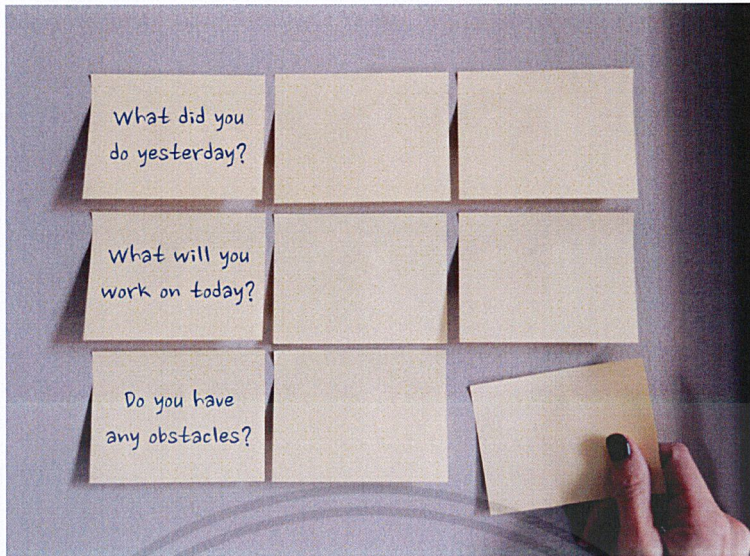 What did you
do yesterday?
What will you
work on today?
Do you have
any obstacles?